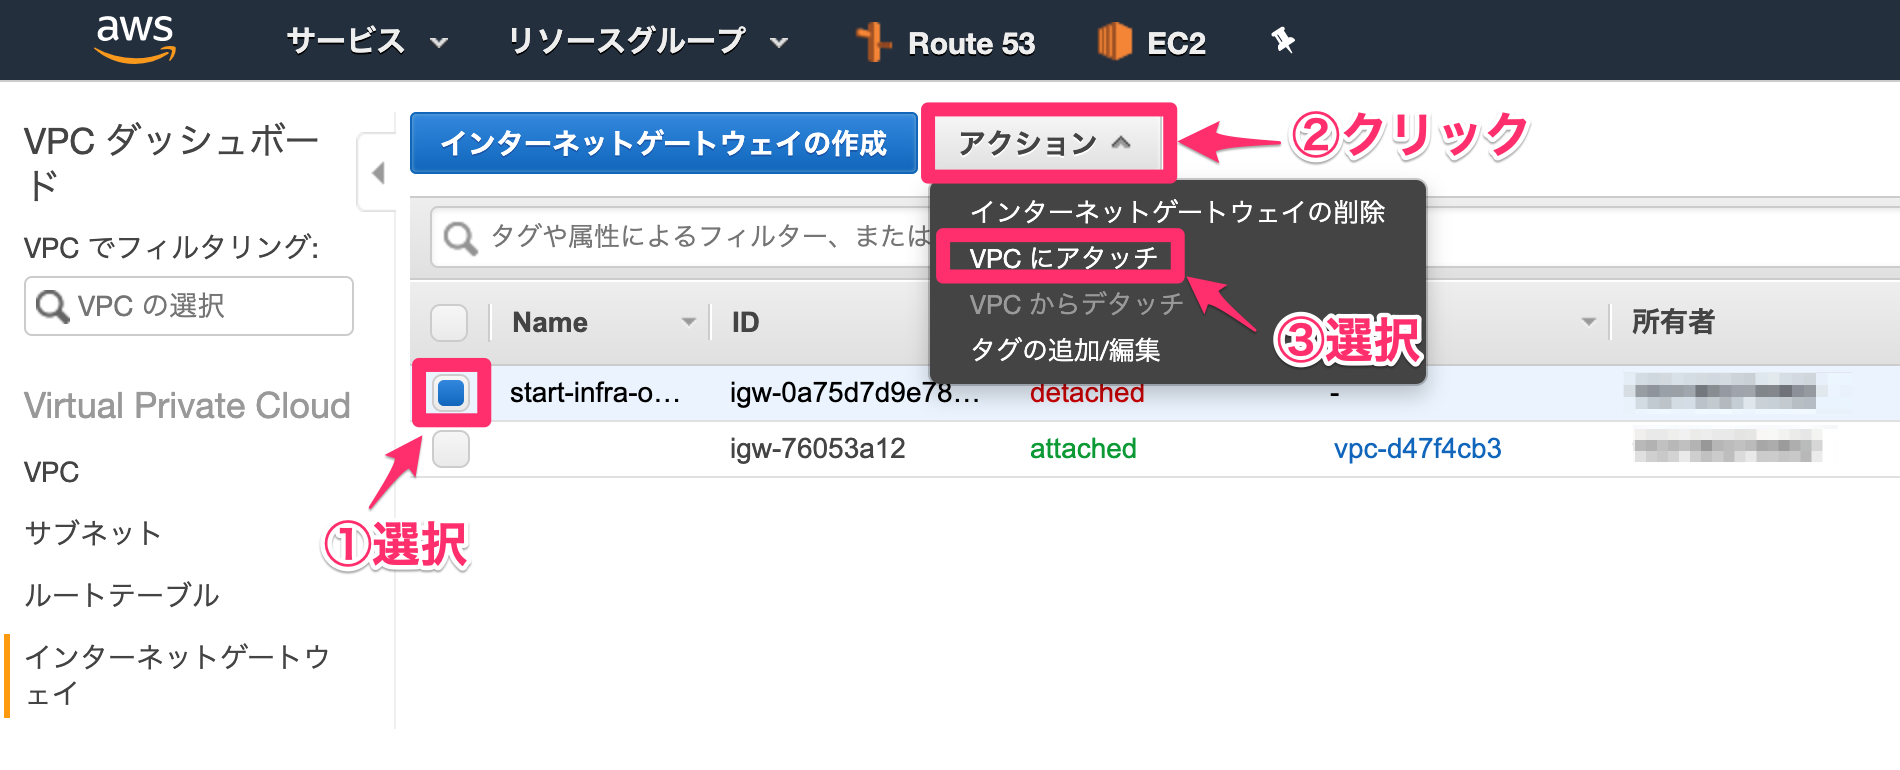 aws
サービス
リソースグループ
Route 53
EC2
VPC ダッシュボー
ド
VPC でフィルタリング:
VPC の選択
Virtual Private Cloud
VPC
サブネット
ルートテーブル
インターネットゲートウ
ェイ
インターネットゲートウェイの作成
アクション
②クリック
タグや属性によるフィルター、または
インターネットゲートウェイの削除
VPC にアタッチ
VPC からデタッチ
タグの追加/編集
③選択
Name
ID
所有者
start-infra-o...
igw-0a75d7d9e78...
detached
-
igw-76053a12
attached
vpc-d47f4cb3
①選択